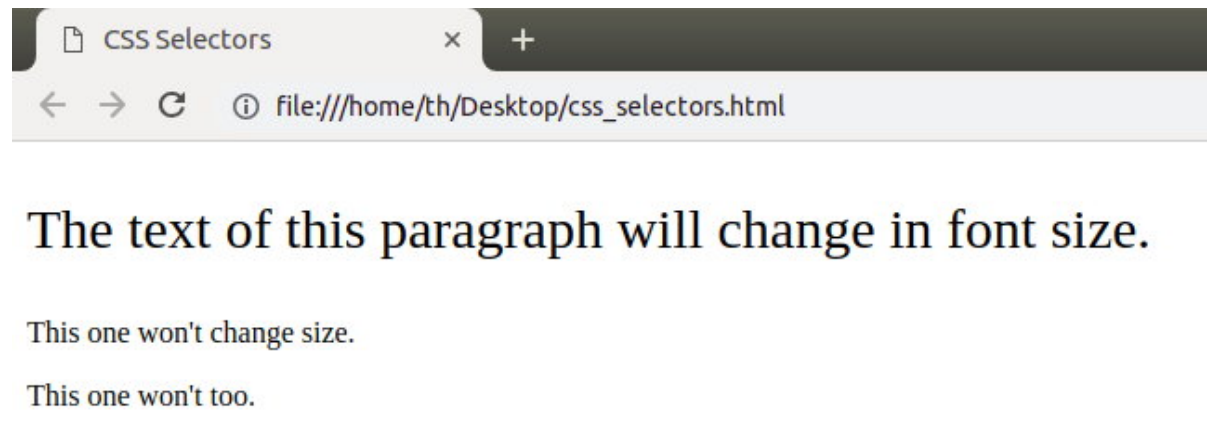 CSS Selectors
file:///home/th/Desktop/css_selectors.html
The text of this paragraph will change in font size.
This one won't change size.
This one won't too.